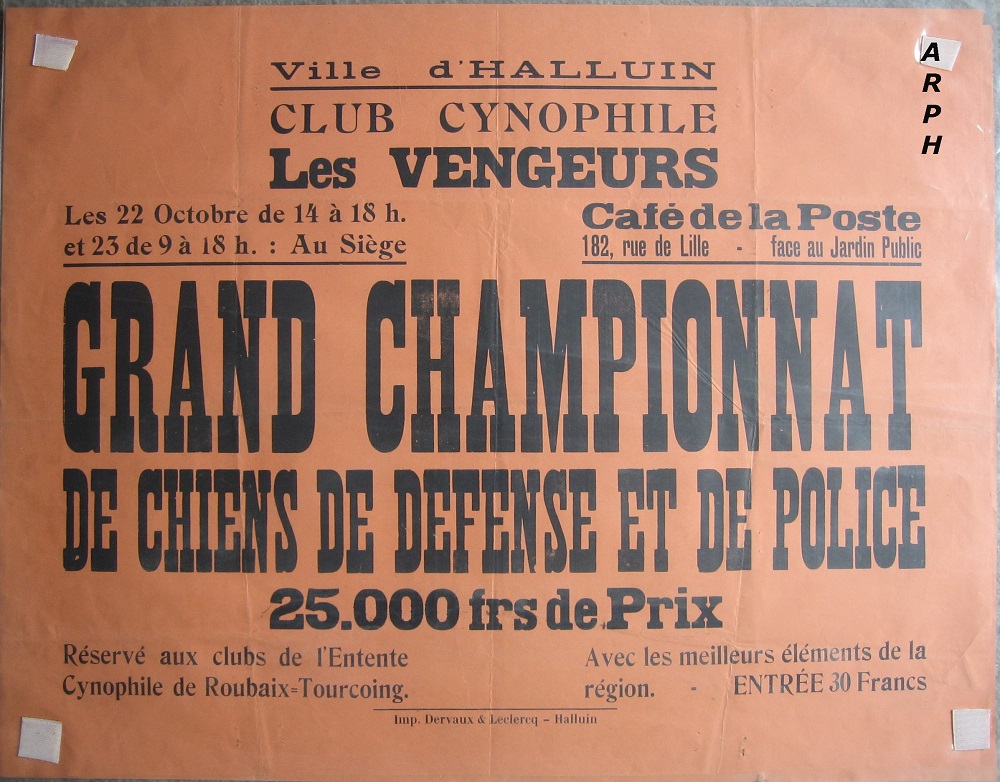 Ville d'HALLUIN
CLUB CYNOPHILE
Les VENGEURS
Les 22 Octobre de 14 à 18 h.
et 23 de 9 à 18 h. : Au Siège
Café de la Poste
182, rue de Lille - face au Jardin Public
GRAND CHAMPIONNAT
DE CHIENS DE DEFENSE ET DE POLICE
25.000 frs de Prix
Réservé aux clubs de l'Entente
Cynophile de Roubaix=Tourcoing.
Avec les meilleurs éléments de la
région. - ENTRÉE 30 Francs
Imp. Dervaux & Leclercq - Halluin
A
R
P
H